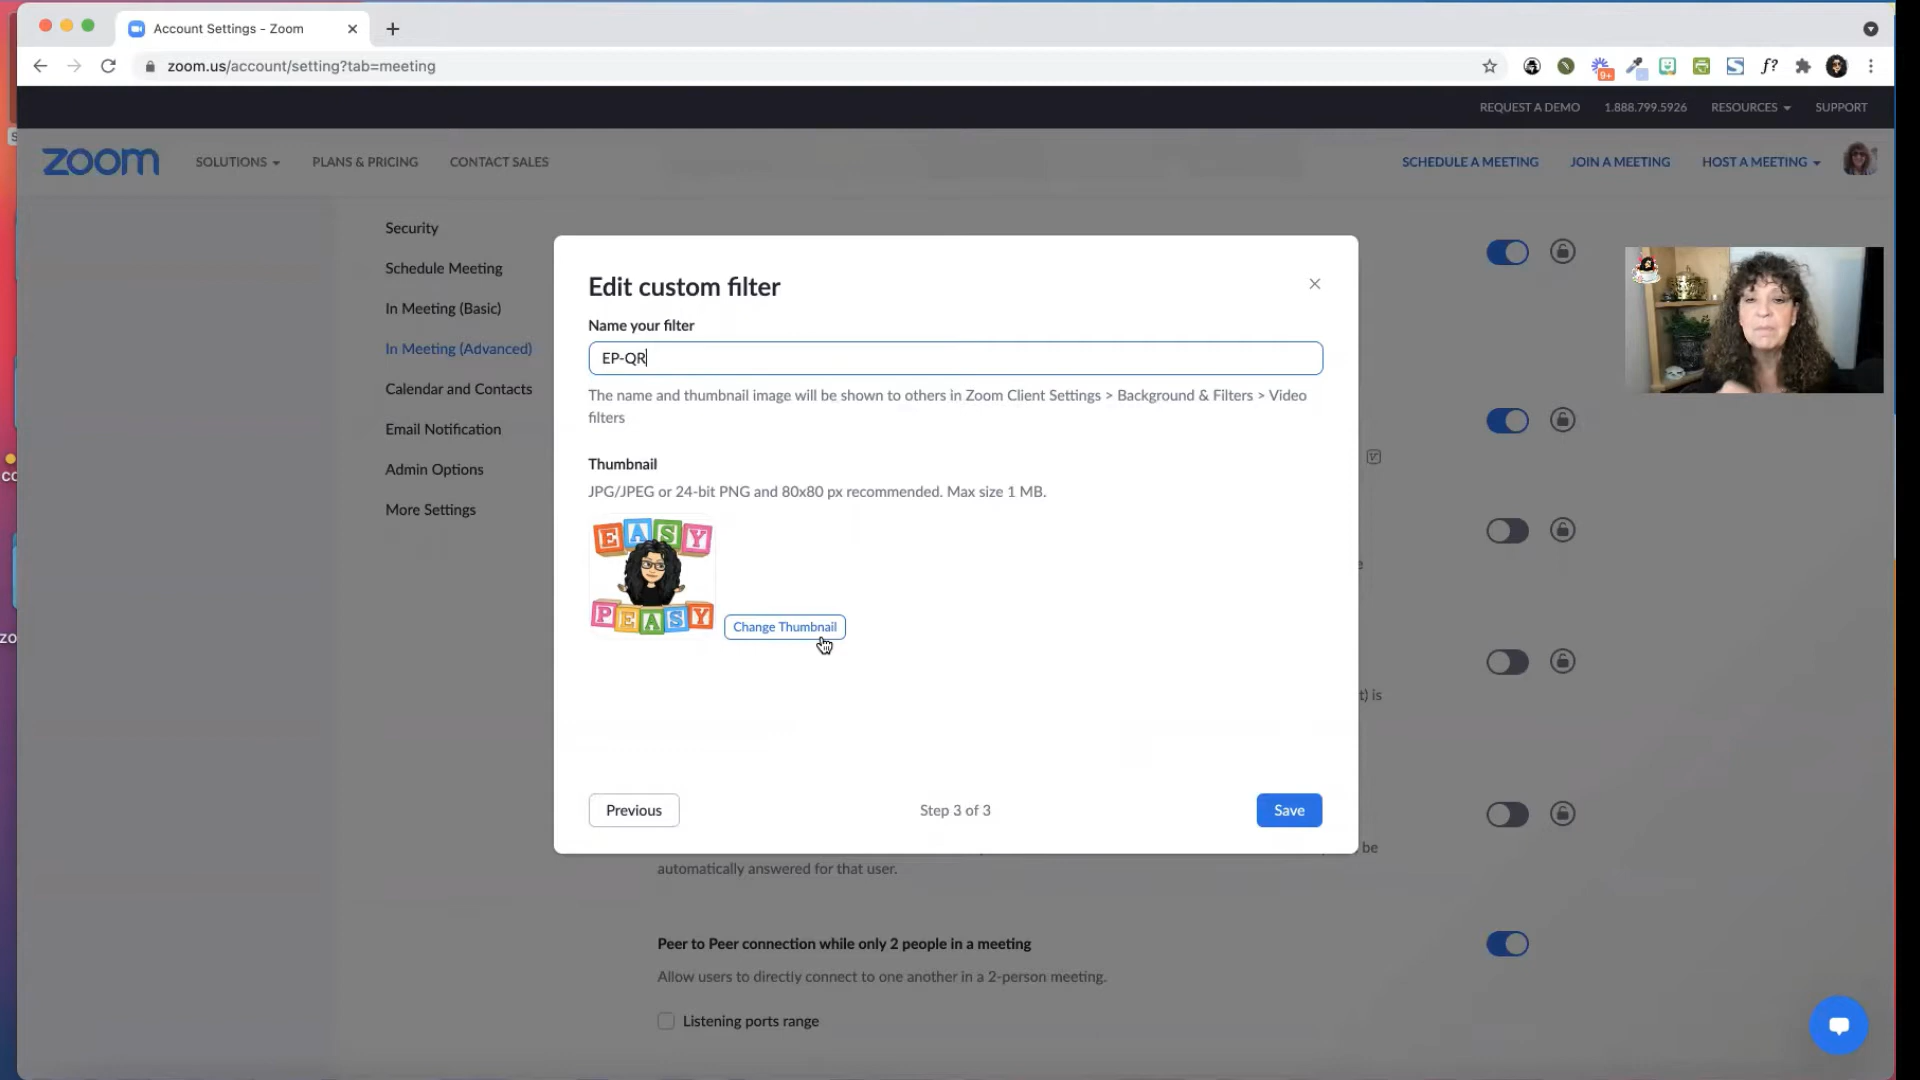 Account Settings - Zoom
zoom.us/account/setting?tab=meeting
9+
f?
REQUEST A DEMO
1.888.799.5926
RESOURCES
SUPPORT
zoom
SOLUTIONS
PLANS & PRICING
CONTACT SALES
SCHEDULE A MEETING
JOIN A MEETING
HOST A MEETING
Security
Schedule Meeting
In Meeting (Basic)
In Meeting (Advanced)
Calendar and Contacts
Email Notification
Admin Options
More Settings
Edit custom filter
Name your filter
EP-QR
The name and thumbnail image will be shown to others in Zoom Client Settings > Background & Filters > Video
filters
Thumbnail
JPG/JPEG or 24-bit PNG and 80x80 px recommended. Max size 1 MB.
EASY
PEASY
Change Thumbnail
Previous
Step 3 of 3
Save
t) is
be
automatically answered for that user.
Peer to Peer connection while only 2 people in a meeting
Allow users to directly connect to one another in a 2-person meeting.
Listening ports range
zo